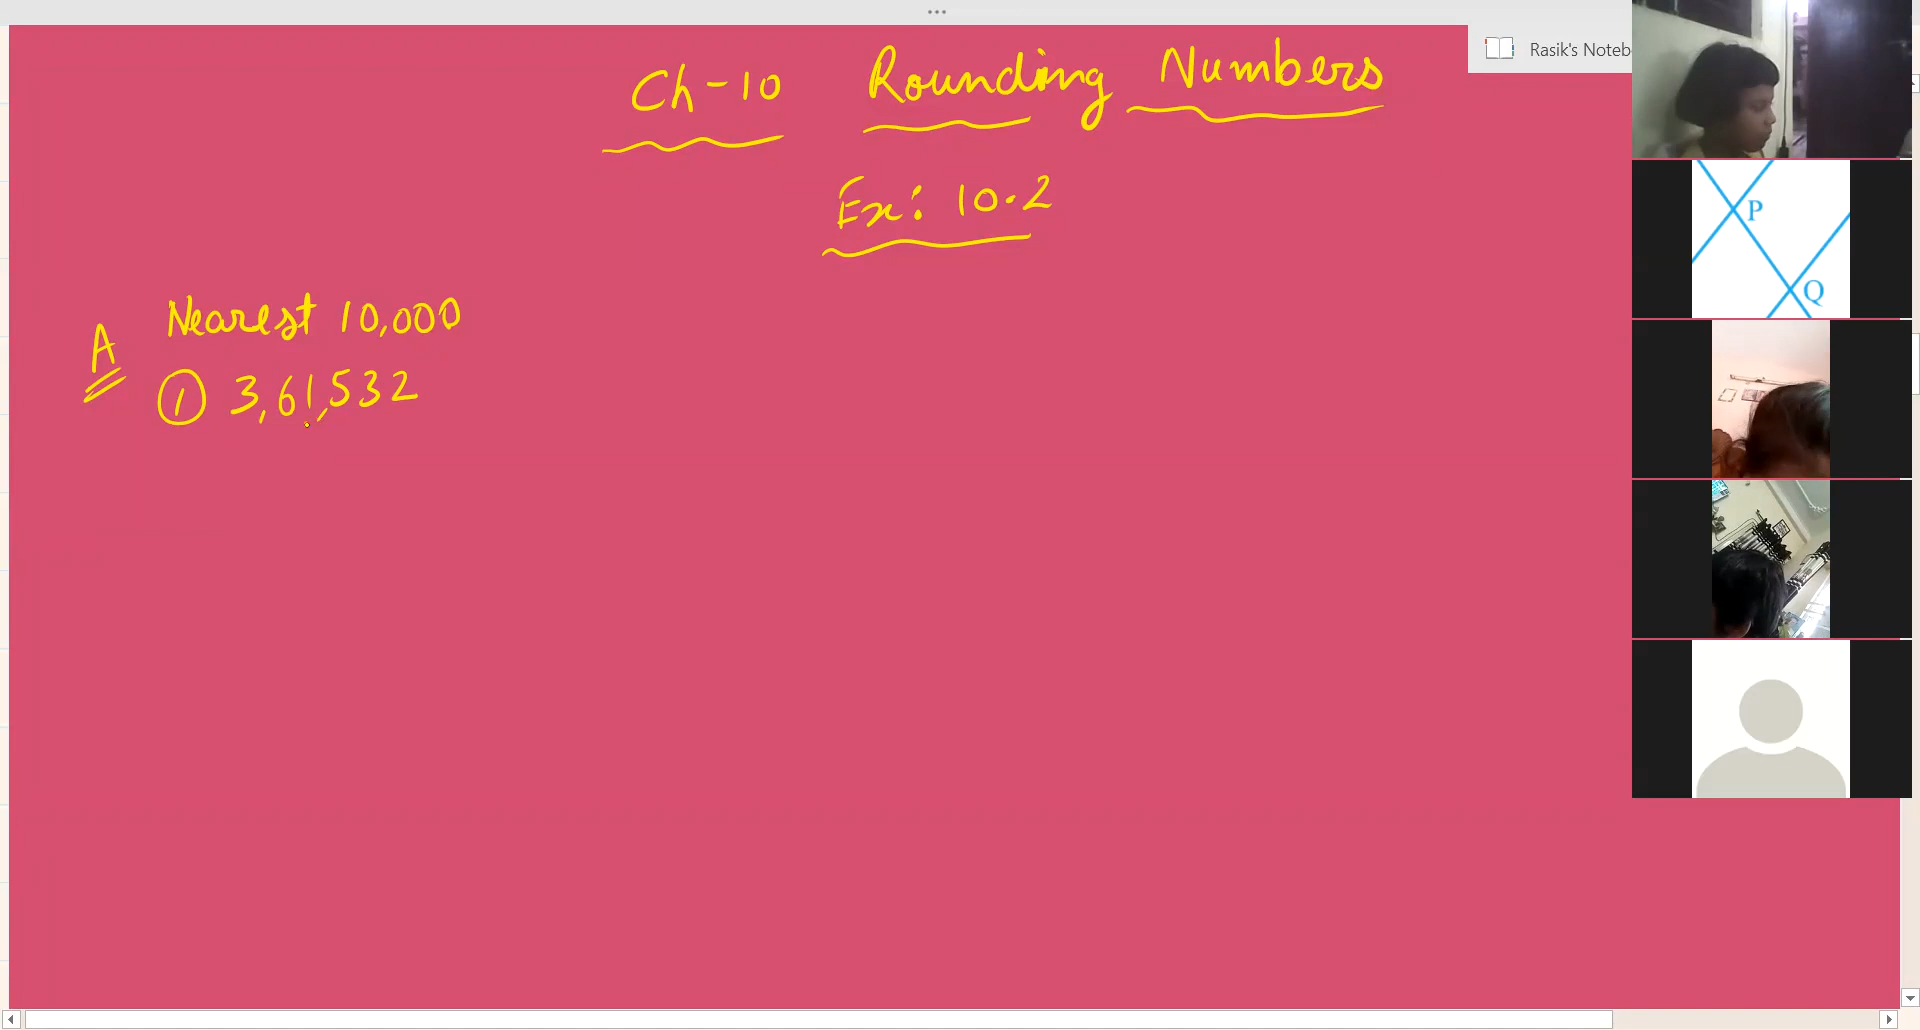 Ch-10 Rounding Numbers
Rasik's Noteb
Ex: 10.2
P
Q
A Nearest 10,000
① 3,61,532